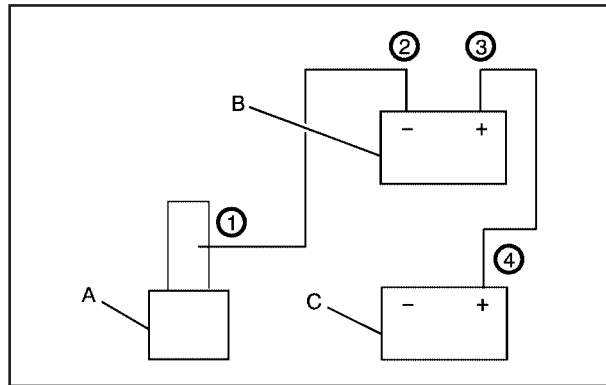 ② ③
B
− +
①
④
A
C
− +